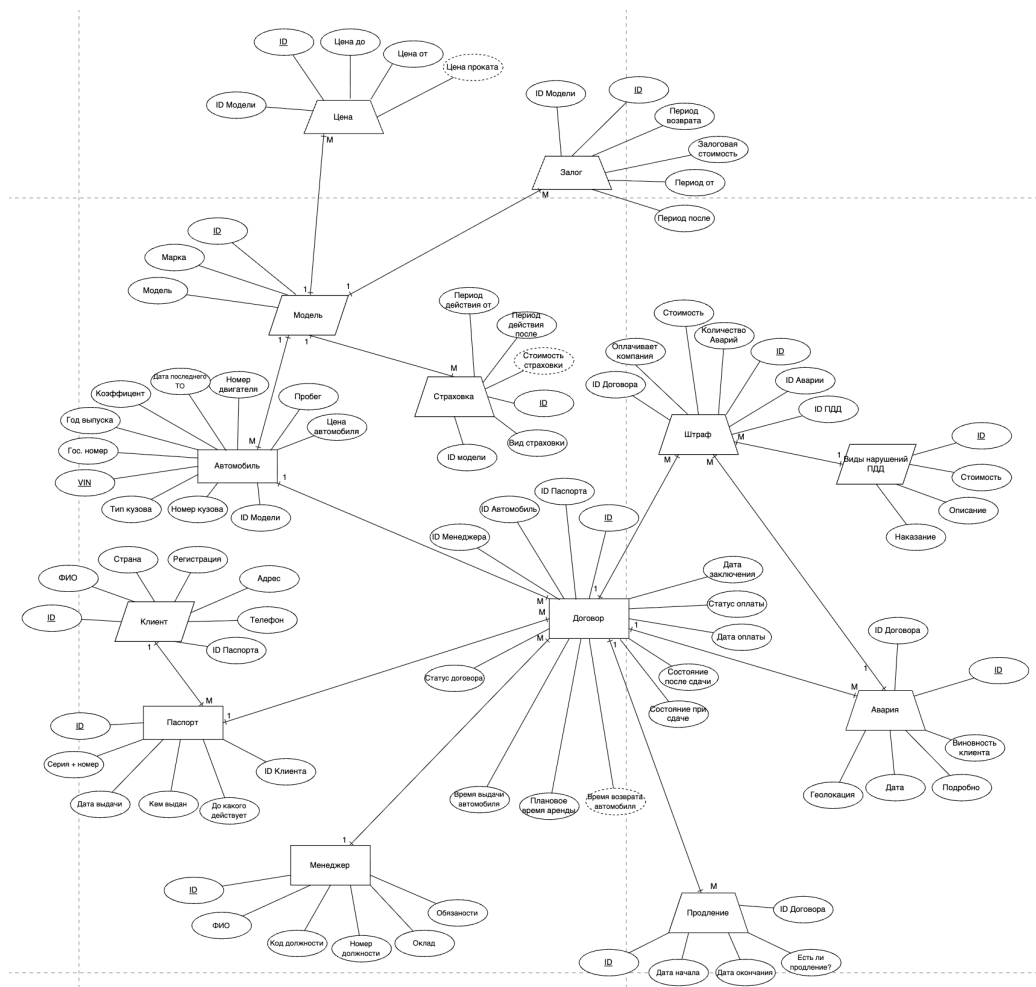 ID
Цена до
Цена от
Цена проката
ID Модели
Цена
М
ID Модели
ID
Период
возврата
Залоговая
стоимость
Период от
Период после
Залог
М
ID
Марка
Модель
Модель
1
1
1
1
Период
действия от
Период
действия
после
Стоимость
страховки
ID
Вид страховки
ID модели
Страховка
М
Стоимость
Количество
Аварий
Оплачивает
компания
ID
ID Договора
ID Аварии
ID ПДД
Штраф
М
М
М
1
Виды нарушений
ПДД
ID
Стоимость
Описание
Наказание
Дата последнего
ТО
Номер
двигателя
Пробег
Коэффицент
Цена
автомобиля
Год выпуска
Гос. номер
VIN
Тип кузова
Номер кузова
ID Модели
Автомобиль
М
1
ID Паспорта
ID Автомобиль
ID
ID Менеджера
Дата
заключения
Статус оплаты
Дата оплаты
Состояние
после сдачи
Состояние при
сдаче
Статус договора
Время выдачи
автомобиля
Плановое
время аренды
Время возврата
автомобиля
Договор
М
М
М
1
1
1
Страна
Регистрация
ФИО
Адрес
ID
Телефон
ID Паспорта
Клиент
1
М
Паспорт
1
ID
Серия + номер
Дата выдачи
Кем выдан
До какого
действует
ID Клиента
ID Договора
ID
1
М
Авария
Виновность
клиента
Геолокация
Дата
Подробно
1
Менеджер
ID
ФИО
Код должности
Номер
должности
Оклад
Обязаности
М
Продление
ID Договора
ID
Дата начала
Дата окончания
Есть ли
продление?